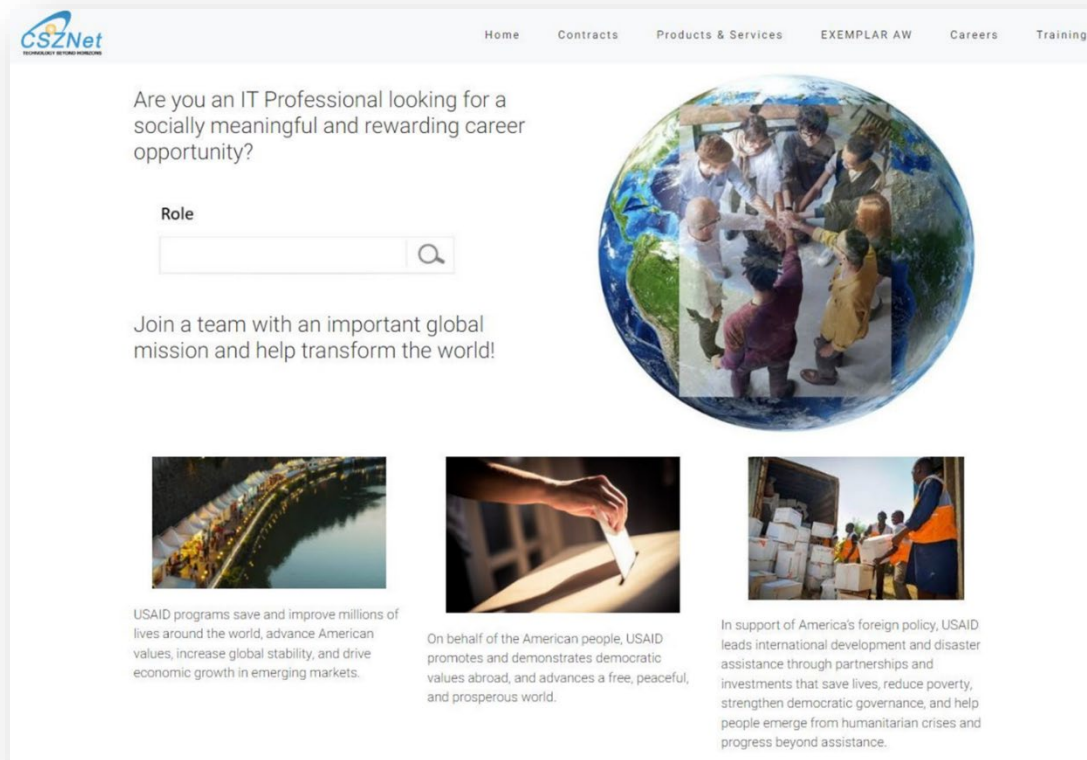 CSZNet
TECHNOLOGY BEYOND HORIZONS
Home Contracts Products & Services EXEMPLAR AW Careers Training
Are you an IT Professional looking for a
socially meaningful and rewarding career
opportunity?
Role
Join a team with an important global
mission and help transform the world!
USAID programs save and improve millions of
lives around the world, advance American
values, increase global stability, and drive
economic growth in emerging markets.
On behalf of the American people, USAID
promotes and demonstrates democratic
values abroad, and advances a free, peaceful,
and prosperous world.
In support of America's foreign policy, USAID
leads international development and disaster
assistance through partnerships and
investments that save lives, reduce poverty,
strengthen democratic governance, and help
people emerge from humanitarian crises and
progress beyond assistance.